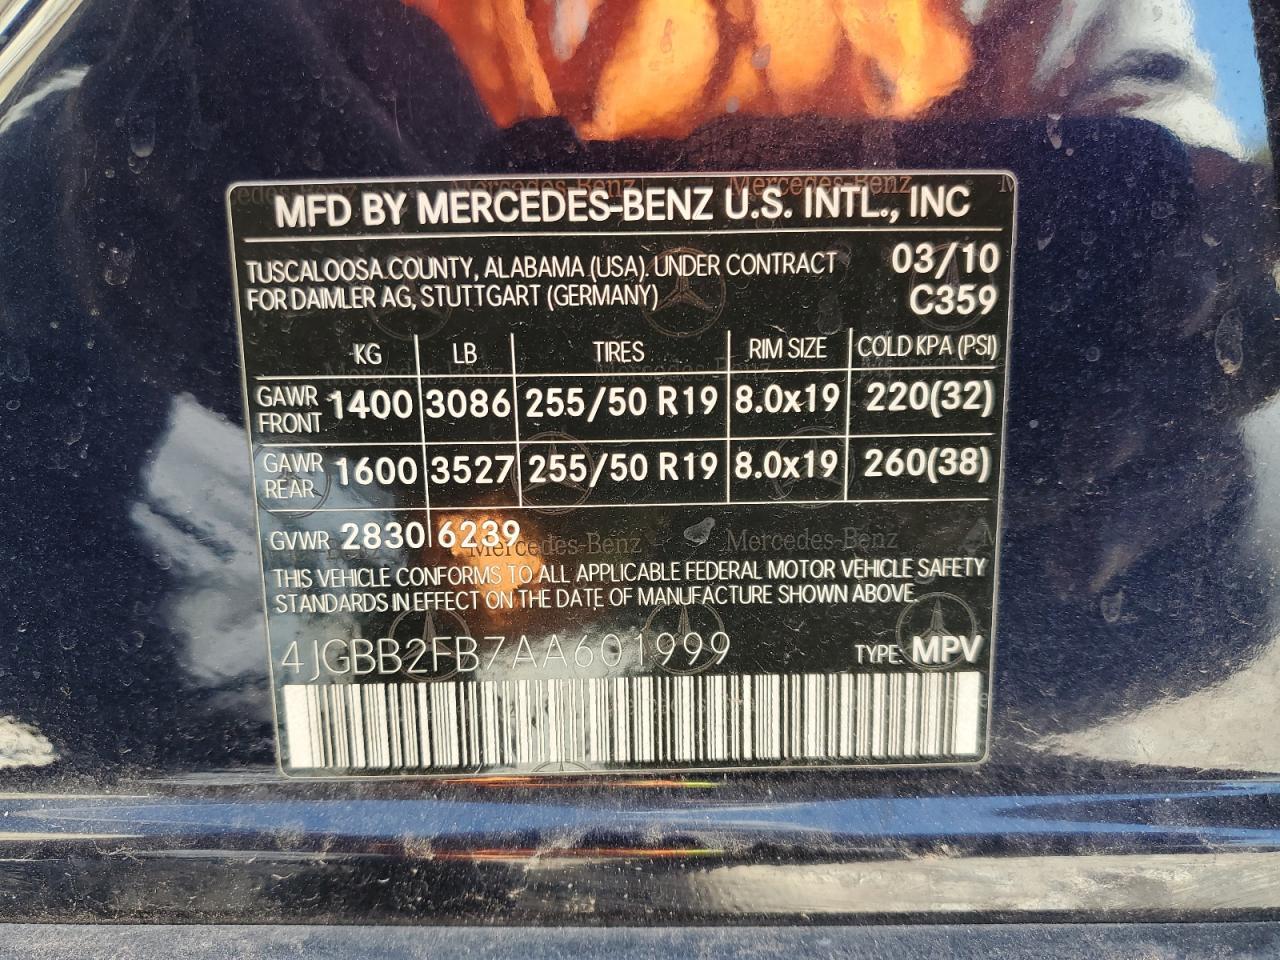 MFD BY MERCEDES-BENZ U.S. INTL., INC
TUSCALOOSA COUNTY, ALABAMA (USA) UNDER CONTRACT 03/10
FOR DAIMLER AG, STUTTGART (GERMANY) C359
KG LB TIRES RIM SIZE COLD KPA (PSI)
GAWR FRONT 1400 3086 255/50 R19 8.0x19 220(32)
GAWR REAR 1600 3527 255/50 R19 8.0x19 260(38)
GVWR 2830 6239
THIS VEHICLE CONFORMS TO ALL APPLICABLE FEDERAL MOTOR VEHICLE SAFETY
STANDARDS IN EFFECT ON THE DATE OF MANUFACTURE SHOWN ABOVE.
4JGBB2FB7AA601999 TYPE: MPV